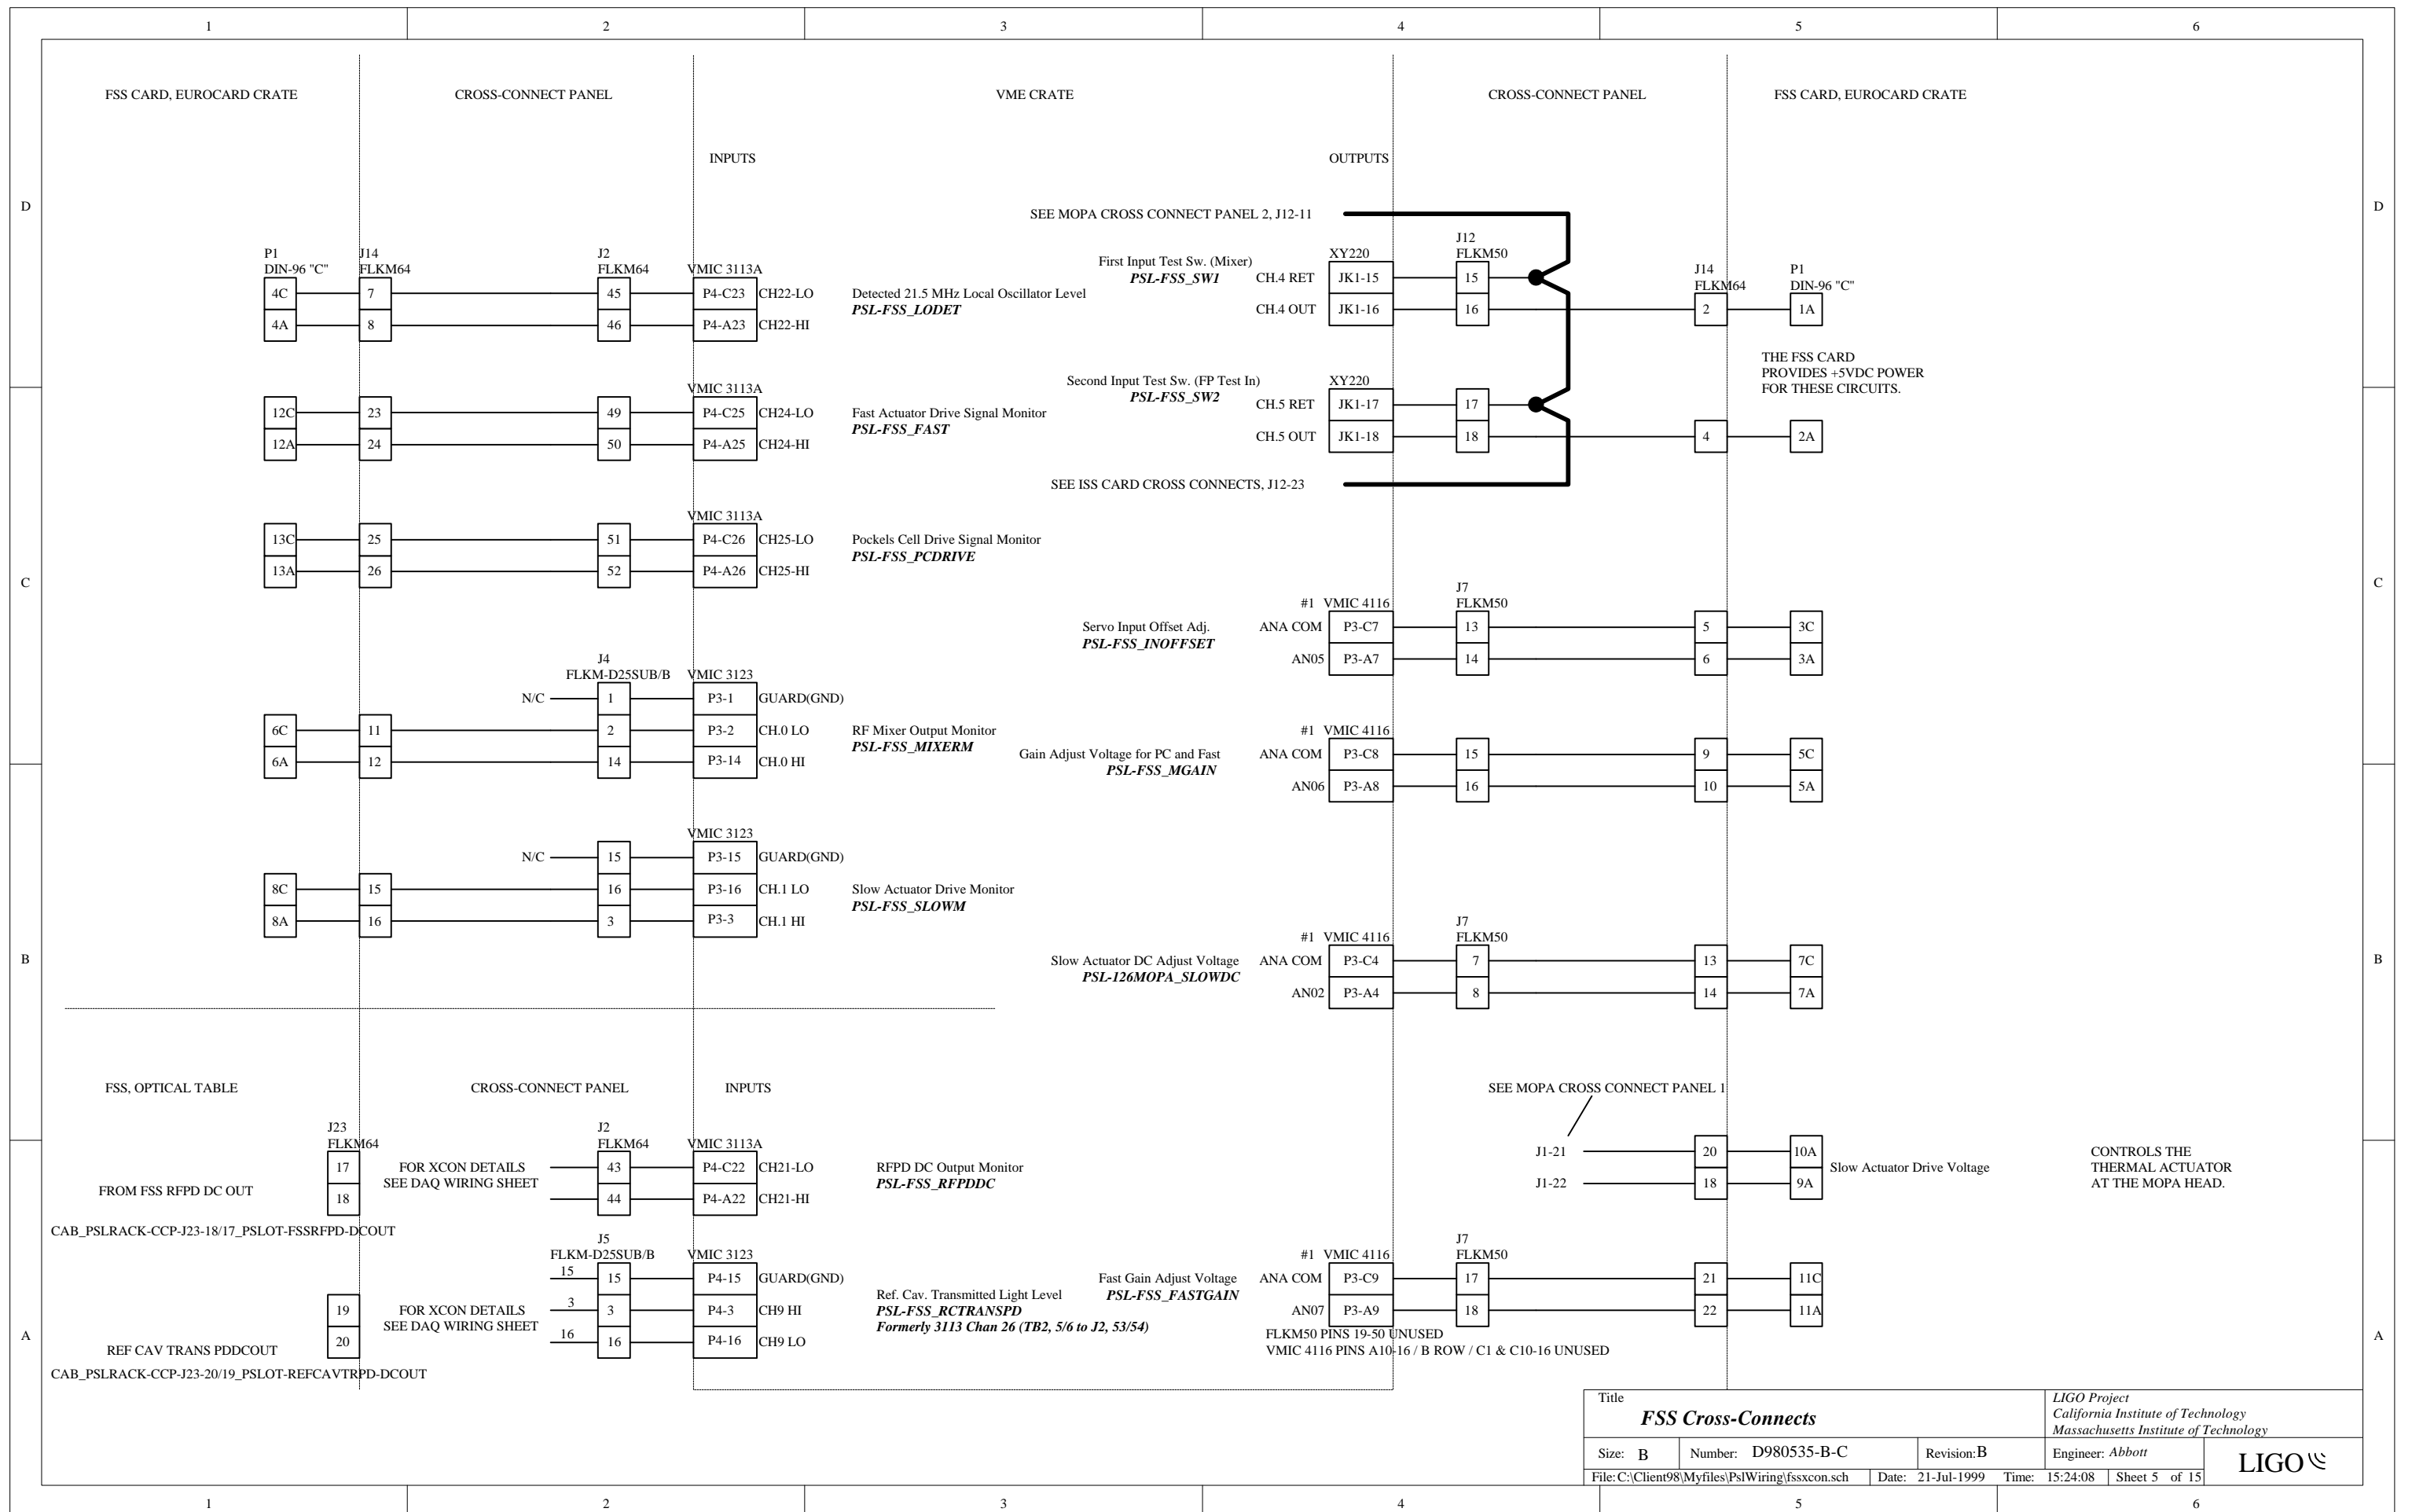 1 2 3 4 5 6
FSS CARD, EUROCARD CRATE
CROSS-CONNECT PANEL
VME CRATE
CROSS-CONNECT PANEL
FSS CARD, EUROCARD CRATE
INPUTS
OUTPUTS
D
D
P1
DIN-96 "C"
J14
FLKM64
J2
FLKM64
VMIC 3113A
4C 7 45 P4-C23 CH22-LO
4A 8 46 P4-A23 CH22-HI
Detected 21.5 MHz Local Oscillator Level
PSL-FSS_LODET
VMIC 3113A
12C 23 49 P4-C25 CH24-LO
12A 24 50 P4-A25 CH24-HI
Fast Actuator Drive Signal Monitor
PSL-FSS_FAST
VMIC 3113A
13C 25 51 P4-C26 CH25-LO
13A 26 52 P4-A26 CH25-HI
Pockels Cell Drive Signal Monitor
PSL-FSS_PCDRIVE
C
C
J4
FLKM-D25SUB/B
VMIC 3123
N/C 1 P3-1 GUARD(GND)
6C 11 2 P3-2 CH.0 LO
6A 12 14 P3-14 CH.0 HI
RF Mixer Output Monitor
PSL-FSS_MIXERM
VMIC 3123
N/C 15 P3-15 GUARD(GND)
8C 15 16 P3-16 CH.1 LO
8A 16 3 P3-3 CH.1 HI
Slow Actuator Drive Monitor
PSL-FSS_SLOWM
B
B
SEE MOPA CROSS CONNECT PANEL 2, J12-11
First Input Test Sw. (Mixer)
PSL-FSS_SW1
XY220
J12
FLKM50
CH.4 RET JK1-15 15
CH.4 OUT JK1-16 16
J14
FLKM64
P1
DIN-96 "C"
2 1A
THE FSS CARD
PROVIDES +5VDC POWER
FOR THESE CIRCUITS.
Second Input Test Sw. (FP Test In)
PSL-FSS_SW2
XY220
CH.5 RET JK1-17 17
CH.5 OUT JK1-18 18 4 2A
SEE ISS CARD CROSS CONNECTS, J12-23
#1 VMIC 4116
J7
FLKM50
Servo Input Offset Adj.
PSL-FSS_INOFFSET
ANA COM P3-C7 13 5 3C
AN05 P3-A7 14 6 3A
#1 VMIC 4116
Gain Adjust Voltage for PC and Fast
PSL-FSS_MGAIN
ANA COM P3-C8 15 9 5C
AN06 P3-A8 16 10 5A
#1 VMIC 4116
J7
FLKM50
Slow Actuator DC Adjust Voltage
PSL-126MOPA_SLOWDC
ANA COM P3-C4 7 13 7C
AN02 P3-A4 8 14 7A
FSS, OPTICAL TABLE
CROSS-CONNECT PANEL
INPUTS
J23
FLKM64
J2
FLKM64
VMIC 3113A
17
18
FROM FSS RFPD DC OUT
FOR XCON DETAILS
SEE DAQ WIRING SHEET
43 P4-C22 CH21-LO
44 P4-A22 CH21-HI
RFPD DC Output Monitor
PSL-FSS_RFPDDC
CAB_PSLRACK-CCP-J23-18/17_PSLOT-FSSRFPD-DCOUT
J5
FLKM-D25SUB/B
VMIC 3123
15 15 P4-15 GUARD(GND)
3 3 P4-3 CH9 HI
16 16 P4-16 CH9 LO
19
20
FOR XCON DETAILS
SEE DAQ WIRING SHEET
REF CAV TRANS PDDCOUT
Ref. Cav. Transmitted Light Level
PSL-FSS_RCTRANSPD
Formerly 3113 Chan 26 (TB2, 5/6 to J2, 53/54)
CAB_PSLRACK-CCP-J23-20/19_PSLOT-REFCAVTRPD-DCOUT
SEE MOPA CROSS CONNECT PANEL 1
J1-21 20 10A
J1-22 18 9A
Slow Actuator Drive Voltage
CONTROLS THE
THERMAL ACTUATOR
AT THE MOPA HEAD.
#1 VMIC 4116
J7
FLKM50
Fast Gain Adjust Voltage
PSL-FSS_FASTGAIN
ANA COM P3-C9 17 21 11C
AN07 P3-A9 18 22 11A
FLKM50 PINS 19-50 UNUSED
VMIC 4116 PINS A10-16 / B ROW / C1 & C10-16 UNUSED
A
A
Title
FSS Cross-Connects
LIGO Project
California Institute of Technology
Massachusetts Institute of Technology
Size: B Number: D980535-B-C Revision: B Engineer: Abbott
LIGO
File: C:\Client98\Myfiles\PslWiring\fssxcon.sch Date: 21-Jul-1999 Time: 15:24:08 Sheet 5 of 15
1 2 3 4 5 6